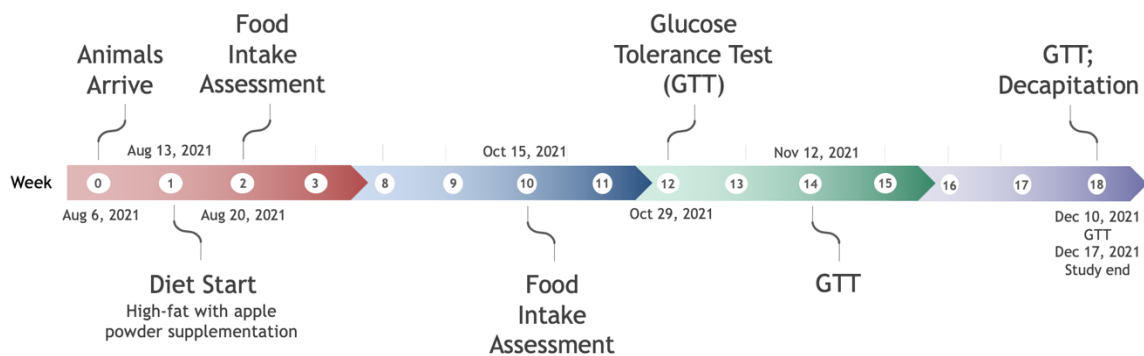 Animals
Arrive
Food
Intake
Assessment
Glucose
Tolerance Test
(GTT)
GTT;
Decapitation
Aug 13, 2021
Oct 15, 2021
Nov 12, 2021
Week
0
1
2
3
8
9
10
11
12
13
14
15
16
17
18
Aug 6, 2021
Aug 20, 2021
Oct 29, 2021
Dec 10, 2021
GTT
Dec 17, 2021
Study end
Diet Start
High-fat with apple
powder supplementation
Food
Intake
Assessment
GTT